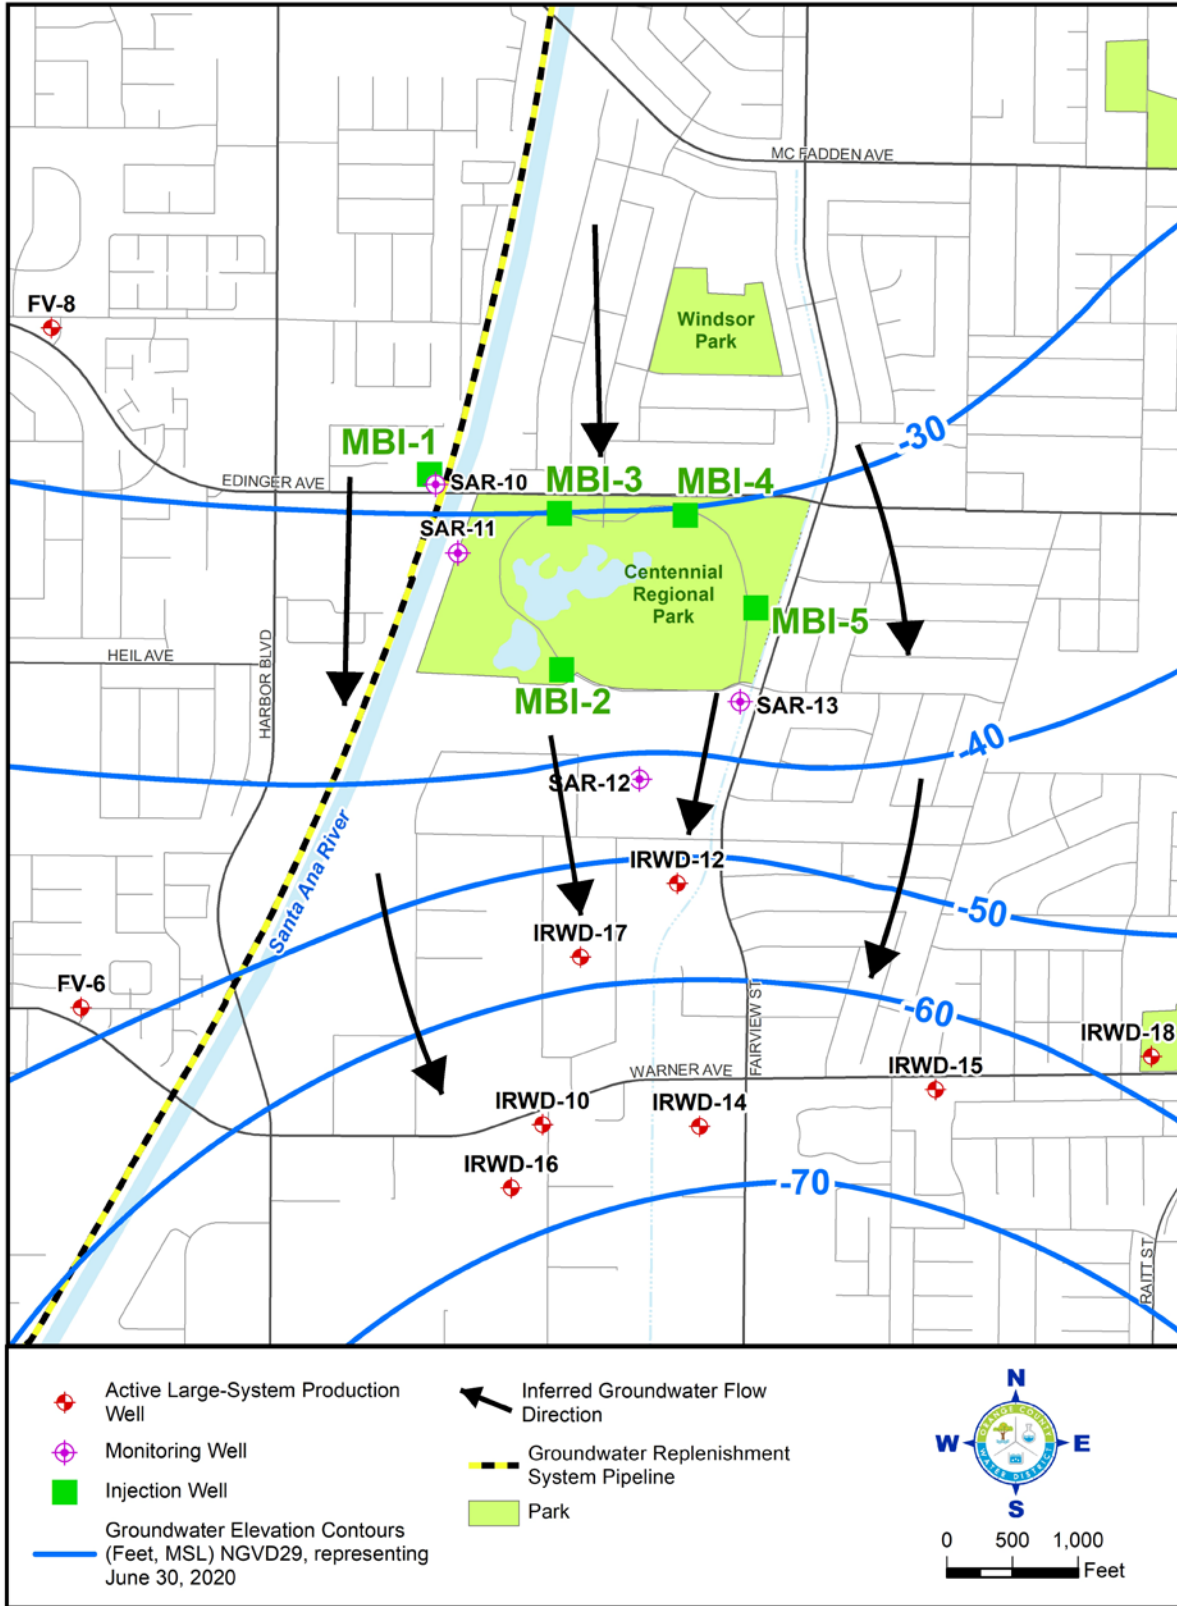 MC FADDEN AVE
FV-8
Windsor
Park
-30
MBI-1
EDINGER AVE
SAR-10
MBI-3
MBI-4
SAR-11
Centennial
Regional
Park
MBI-5
HEIL AVE
HARBOR BLVD
MBI-2
SAR-13
-40
SAR-12
Santa Ana River
IRWD-12
-50
IRWD-17
FV-6
-60
FAIRVIEW ST
IRWD-18
WARNER AVE
IRWD-15
IRWD-10
IRWD-14
IRWD-16
-70
RAITT ST
Active Large-System Production
Well
Monitoring Well
Injection Well
Groundwater Elevation Contours
(Feet, MSL) NGVD29, representing
June 30, 2020
Inferred Groundwater Flow
Direction
Groundwater Replenishment
System Pipeline
Park
N
W
E
S
ORANGE COUNTY
WATER DISTRICT
0 500 1,000
Feet